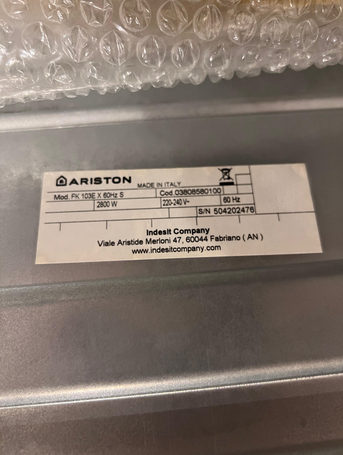 ARISTON MADE IN ITALY
Mod. FK 103E X 60Hz S Cod.03808580100
2800 W 220-240 V~ 60 Hz
S/N 504202476
Indesit Company
Viale Aristide Merloni 47, 60044 Fabriano ( AN )
www.indesitcompany.com